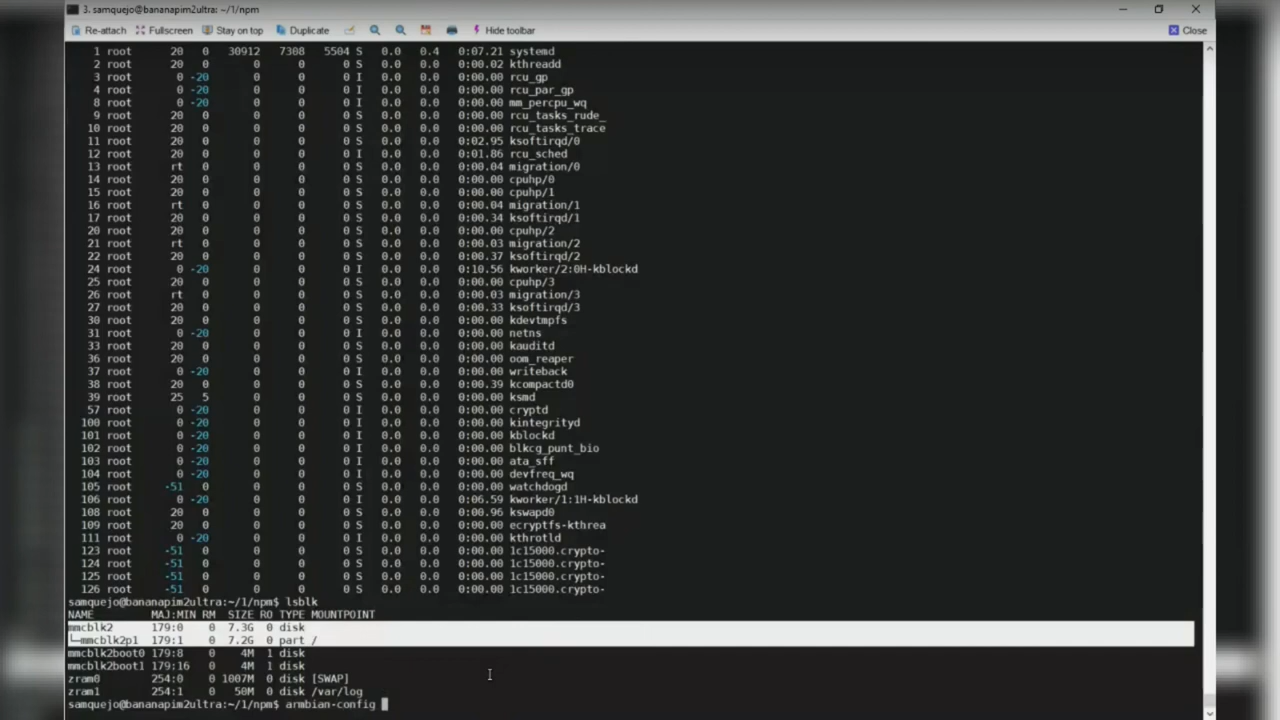 3. samquejo@bananapim2ultra: ~/1/npm
Re-attach Fullscreen Stay on top Duplicate Hide toolbar Close
1 root 20 0 30912 7308 5504 S 0.0 0.4 0:07.21 systemd
2 root 20 0 0 0 0 S 0.0 0.0 0:00.02 kthreadd
3 root 0 -20 0 0 0 I 0.0 0.0 0:00.00 rcu_gp
4 root 0 -20 0 0 0 I 0.0 0.0 0:00.00 rcu_par_gp
8 root 0 -20 0 0 0 I 0.0 0.0 0:00.00 mm_percpu_wq
9 root 20 0 0 0 0 S 0.0 0.0 0:00.00 rcu_tasks_rude_
10 root 20 0 0 0 0 S 0.0 0.0 0:00.00 rcu_tasks_trace
11 root 20 0 0 0 0 S 0.0 0.0 0:02.95 ksoftirqd/0
12 root 20 0 0 0 0 I 0.0 0.0 0:01.86 rcu_sched
13 root rt 0 0 0 0 S 0.0 0.0 0:00.04 migration/0
14 root 20 0 0 0 0 S 0.0 0.0 0:00.00 cpuhp/0
15 root 20 0 0 0 0 S 0.0 0.0 0:00.00 cpuhp/1
16 root rt 0 0 0 0 S 0.0 0.0 0:00.04 migration/1
17 root 20 0 0 0 0 S 0.0 0.0 0:00.34 ksoftirqd/1
20 root 20 0 0 0 0 S 0.0 0.0 0:00.00 cpuhp/2
21 root rt 0 0 0 0 S 0.0 0.0 0:00.03 migration/2
22 root 20 0 0 0 0 S 0.0 0.0 0:00.37 ksoftirqd/2
24 root 0 -20 0 0 0 I 0.0 0.0 0:10.56 kworker/2:0H-kblockd
25 root 20 0 0 0 0 S 0.0 0.0 0:00.00 cpuhp/3
26 root rt 0 0 0 0 S 0.0 0.0 0:00.03 migration/3
27 root 20 0 0 0 0 S 0.0 0.0 0:00.33 ksoftirqd/3
30 root 20 0 0 0 0 S 0.0 0.0 0:00.00 kdevtmpfs
31 root 0 -20 0 0 0 I 0.0 0.0 0:00.00 netns
33 root 20 0 0 0 0 S 0.0 0.0 0:00.00 kauditd
36 root 20 0 0 0 0 S 0.0 0.0 0:00.00 oom_reaper
37 root 0 -20 0 0 0 I 0.0 0.0 0:00.00 writeback
38 root 20 0 0 0 0 S 0.0 0.0 0:00.39 kcompactd0
39 root 25 5 0 0 0 S 0.0 0.0 0:00.00 ksmd
57 root 0 -20 0 0 0 I 0.0 0.0 0:00.00 cryptd
100 root 0 -20 0 0 0 I 0.0 0.0 0:00.00 kintegrityd
101 root 0 -20 0 0 0 I 0.0 0.0 0:00.00 kblockd
102 root 0 -20 0 0 0 I 0.0 0.0 0:00.00 blkcg_punt_bio
103 root 0 -20 0 0 0 I 0.0 0.0 0:00.00 ata_sff
104 root 0 -20 0 0 0 I 0.0 0.0 0:00.00 devfreq_wq
105 root -51 0 0 0 0 S 0.0 0.0 0:00.00 watchdogd
106 root 0 -20 0 0 0 I 0.0 0.0 0:06.59 kworker/1:1H-kblockd
108 root 20 0 0 0 0 S 0.0 0.0 0:00.96 kswapd0
109 root 20 0 0 0 0 S 0.0 0.0 0:00.00 ecryptfs-kthrea
111 root 0 -20 0 0 0 I 0.0 0.0 0:00.00 kthrotld
123 root -51 0 0 0 0 S 0.0 0.0 0:00.00 1c15000.crypto-
124 root -51 0 0 0 0 S 0.0 0.0 0:00.00 1c15000.crypto-
125 root -51 0 0 0 0 S 0.0 0.0 0:00.00 1c15000.crypto-
126 root -51 0 0 0 0 S 0.0 0.0 0:00.00 1c15000.crypto-
samquejo@bananapim2ultra:~/1/npm$ lsblk
NAME MAJ:MIN RM SIZE RO TYPE MOUNTPOINT
mmcblk2 179:0 0 7.3G 0 disk
└─mmcblk2p1 179:1 0 7.2G 0 part /
mmcblk2boot0 179:8 0 4M 1 disk
mmcblk2boot1 179:16 0 4M 1 disk
zram0 254:0 0 1007M 0 disk [SWAP]
zram1 254:1 0 50M 0 disk /var/log
samquejo@bananapim2ultra:~/1/npm$ armbian-config